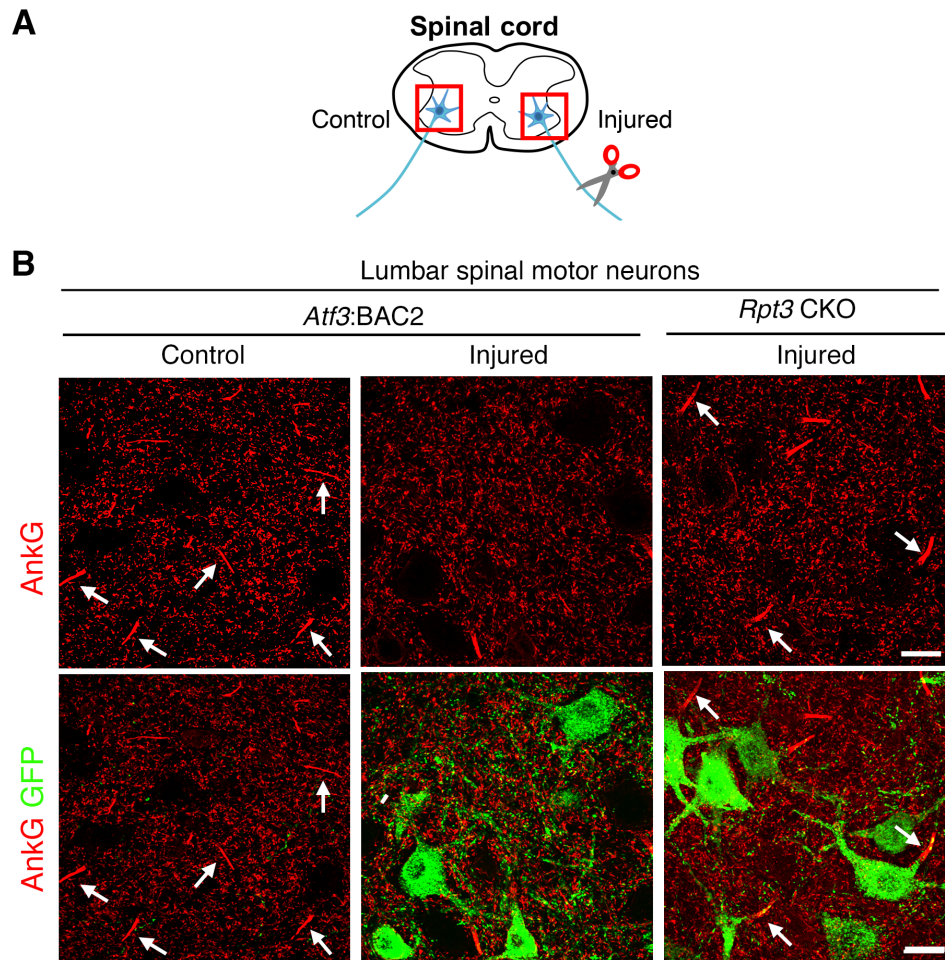 A
Spinal cord
Control
Injured
B
Lumbar spinal motor neurons
Atf3:BAC2
Rpt3 CKO
Control
Injured
Injured
AnkG
AnkG GFP